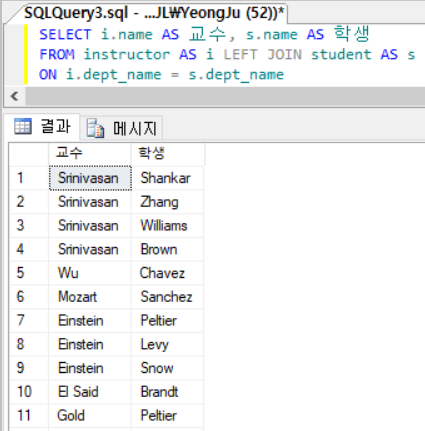 SQLQuery3.sql - ...JL₩YeongJu (52))*
SELECT i.name AS 교수, s.name AS 학생
FROM instructor AS i LEFT JOIN student AS s
ON i.dept_name = s.dept_name
결과 메시지
교수 학생
1 Srinivasan Shankar
2 Srinivasan Zhang
3 Srinivasan Williams
4 Srinivasan Brown
5 Wu Chavez
6 Mozart Sanchez
7 Einstein Peltier
8 Einstein Levy
9 Einstein Snow
10 El Said Brandt
11 Gold Peltier